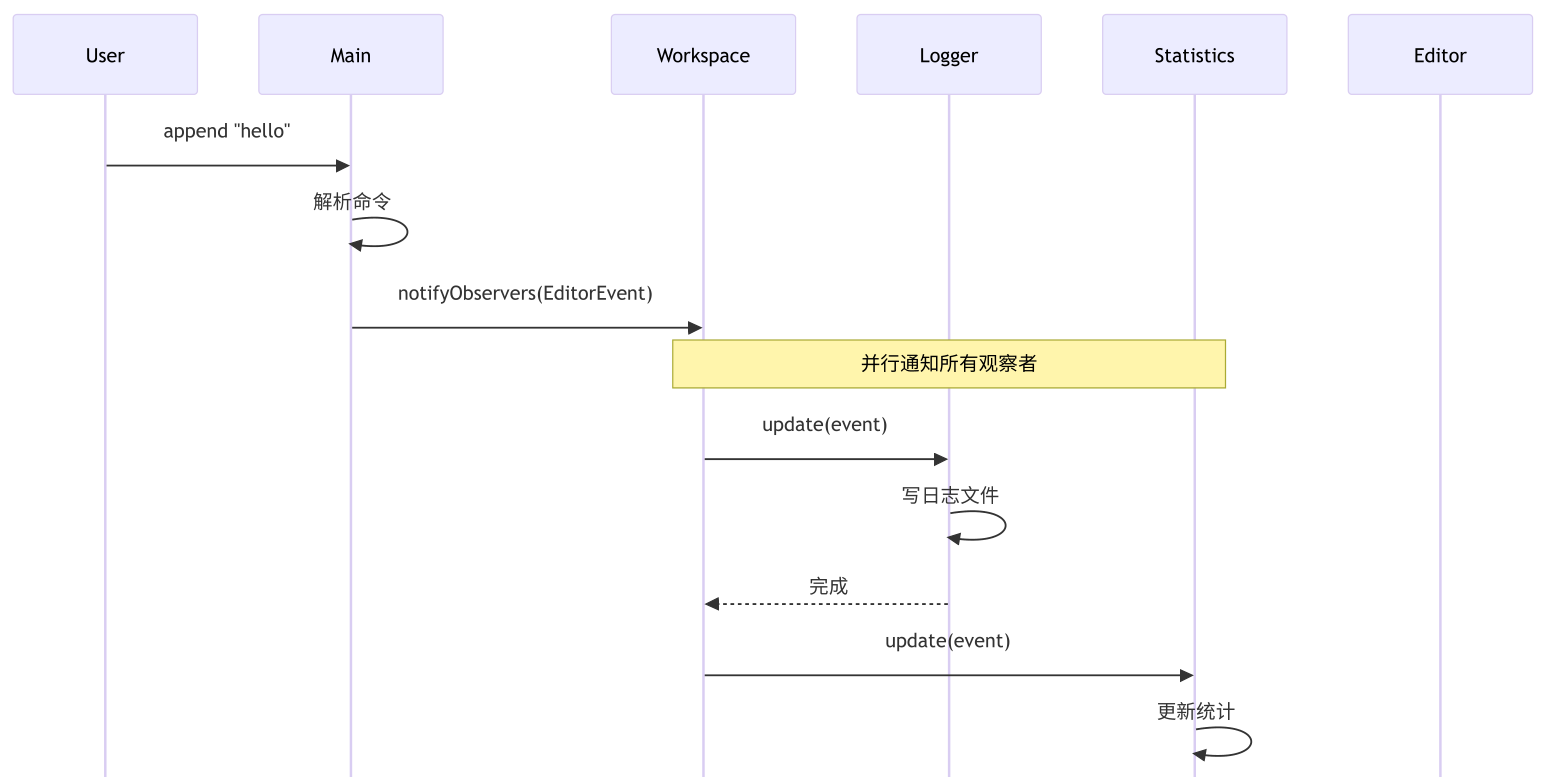 User
Main
Workspace
Logger
Statistics
Editor
append "hello"
解析命令
notifyObservers(EditorEvent)
并行通知所有观察者
update(event)
写日志文件
完成
update(event)
更新统计